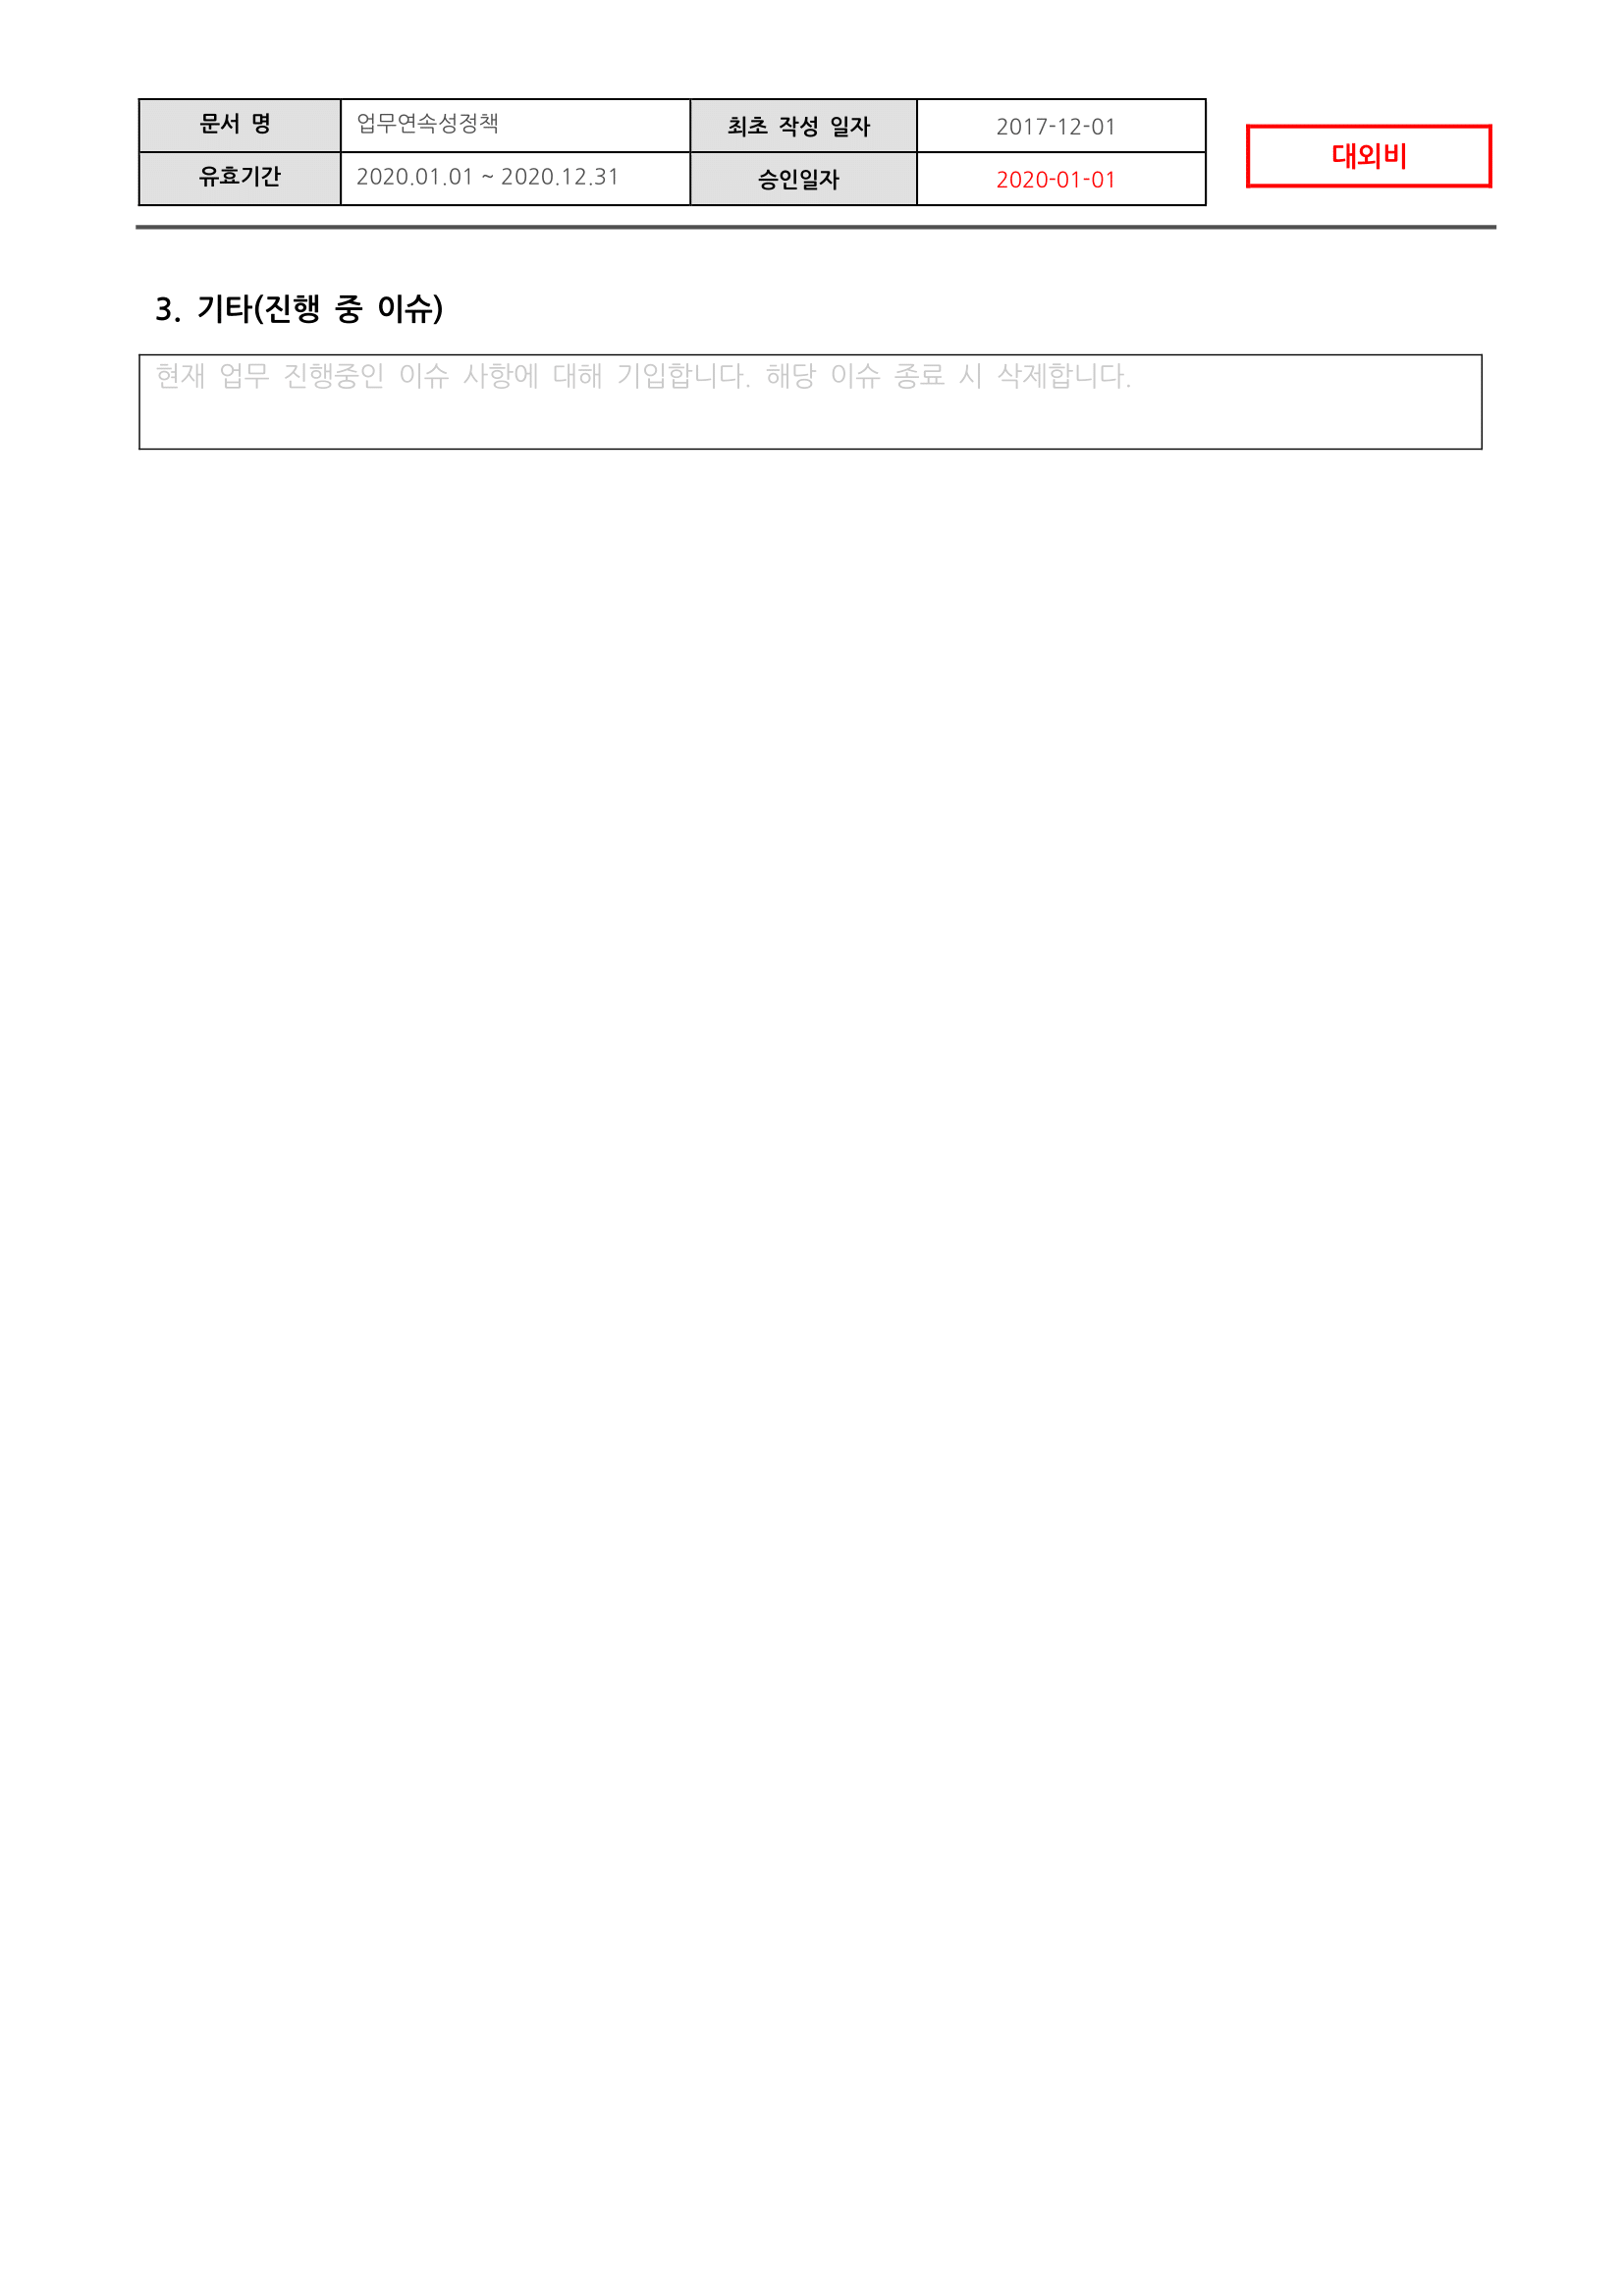 문서 명 업무연속성정책 최초 작성 일자 2017-12-01
유효기간 2020.01.01 ~ 2020.12.31 승인일자 2020-01-01
대외비
3. 기타(진행 중 이슈)
현재 업무 진행중인 이슈 사항에 대해 기입합니다. 해당 이슈 종료 시 삭제합니다.